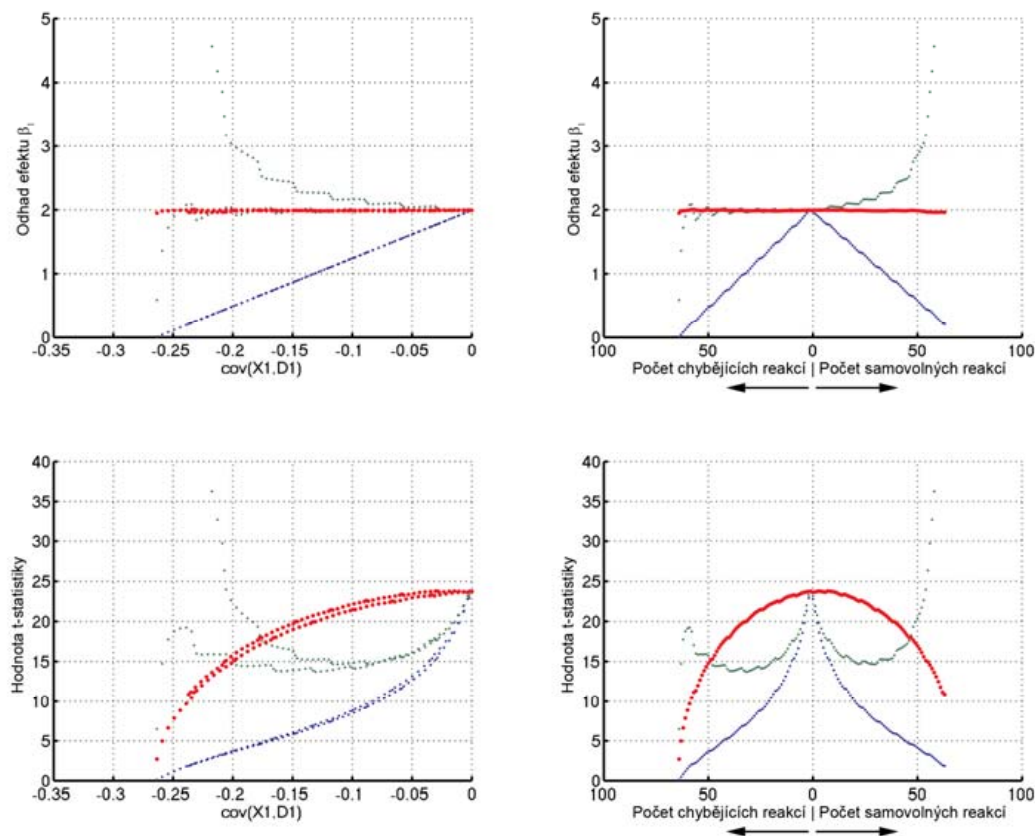 5
4
3
2
1
0
Odhad efektu βᵢ
-0.35 -0.3 -0.25 -0.2 -0.15 -0.1 -0.05 0
cov(X1,D1)
5
4
3
2
1
0
Odhad efektu βᵢ
100 50 0 50 100
Počet chybějících reakcí | Počet samovolných reakcí
40
35
30
25
20
15
10
5
0
Hodnota t-statistiky
-0.35 -0.3 -0.25 -0.2 -0.15 -0.1 -0.05 0
cov(X1,D1)
40
35
30
25
20
15
10
5
0
Hodnota t-statistiky
100 50 0 50 100
Počet chybějících reakcí | Počet samovolných reakcí